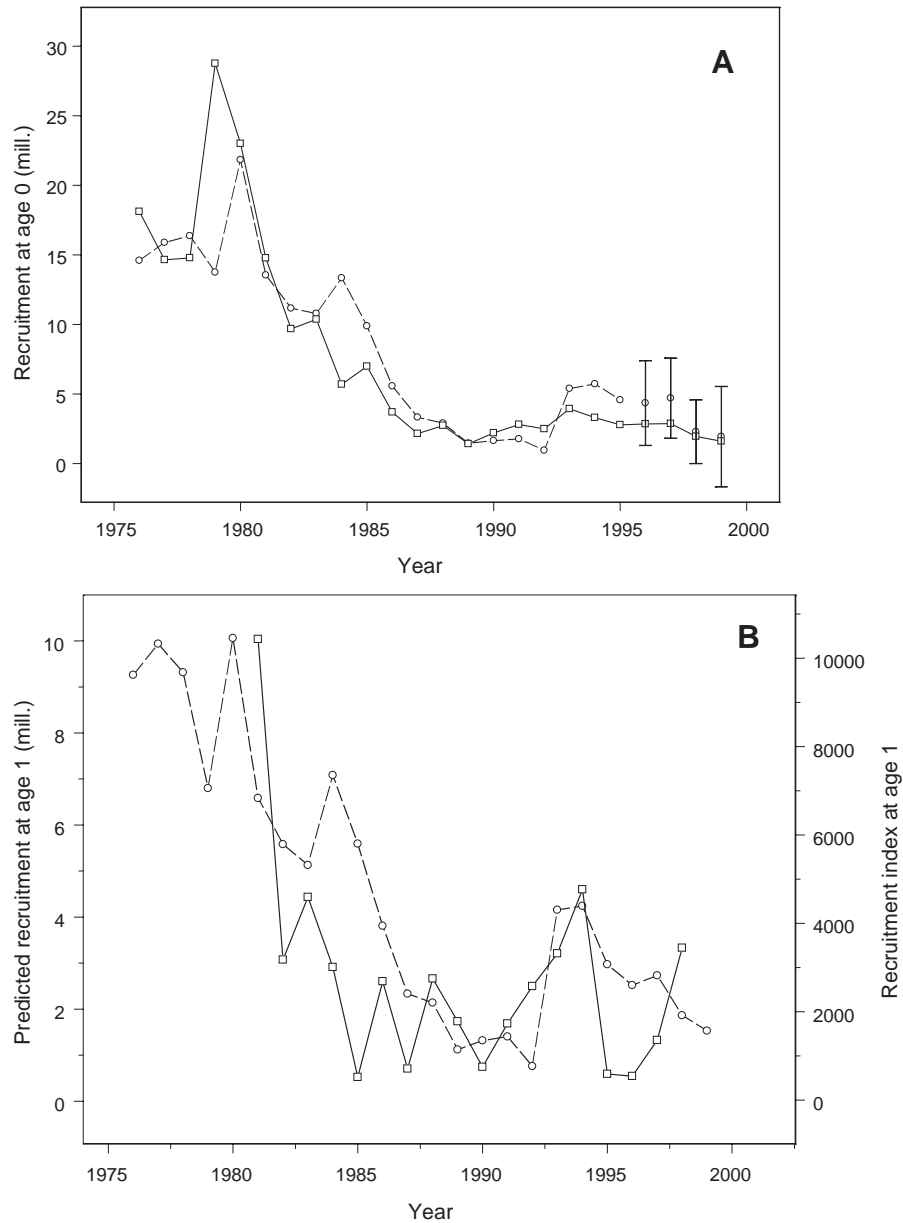 A
Recruitment at age 0 (mill.)
30
25
20
15
10
5
0
1975 1980 1985 1990 1995 2000
Year
B
Predicted recruitment at age 1 (mill.)
10
8
6
4
2
0
10000
8000
6000
4000
2000
0
Recruitment index at age 1
1975 1980 1985 1990 1995 2000
Year